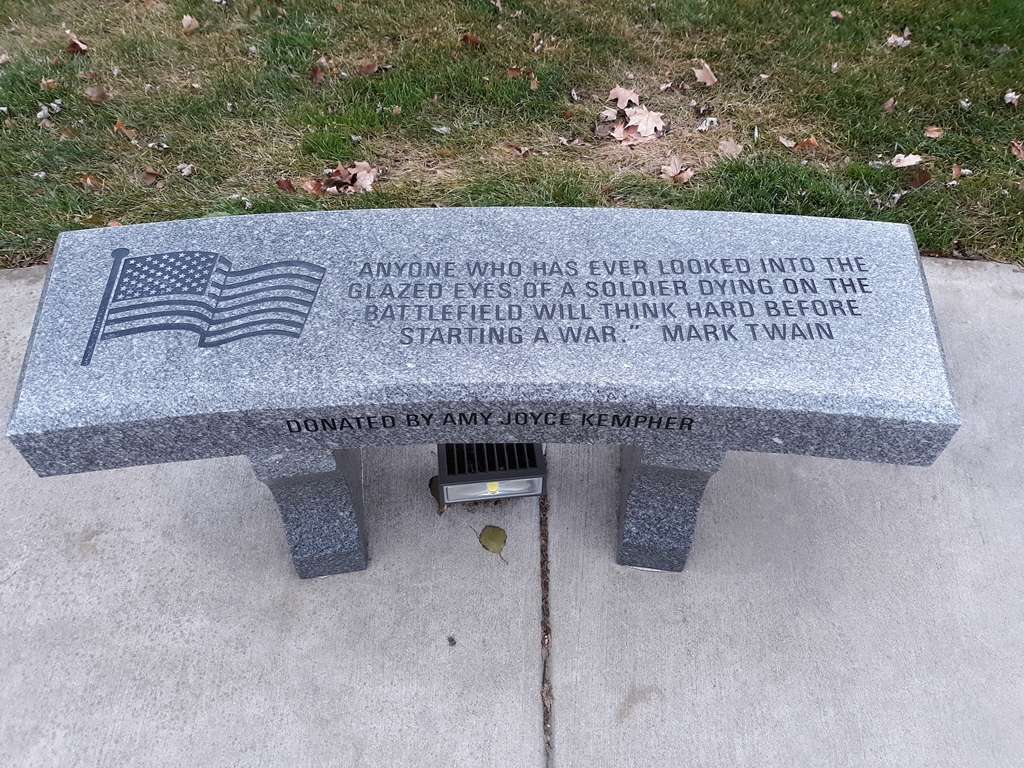 "ANYONE WHO HAS EVER LOOKED INTO THE
GLAZED EYES OF A SOLDIER DYING ON THE
BATTLEFIELD WILL THINK HARD BEFORE
STARTING A WAR." MARK TWAIN
DONATED BY AMY JOYCE KEMPHER